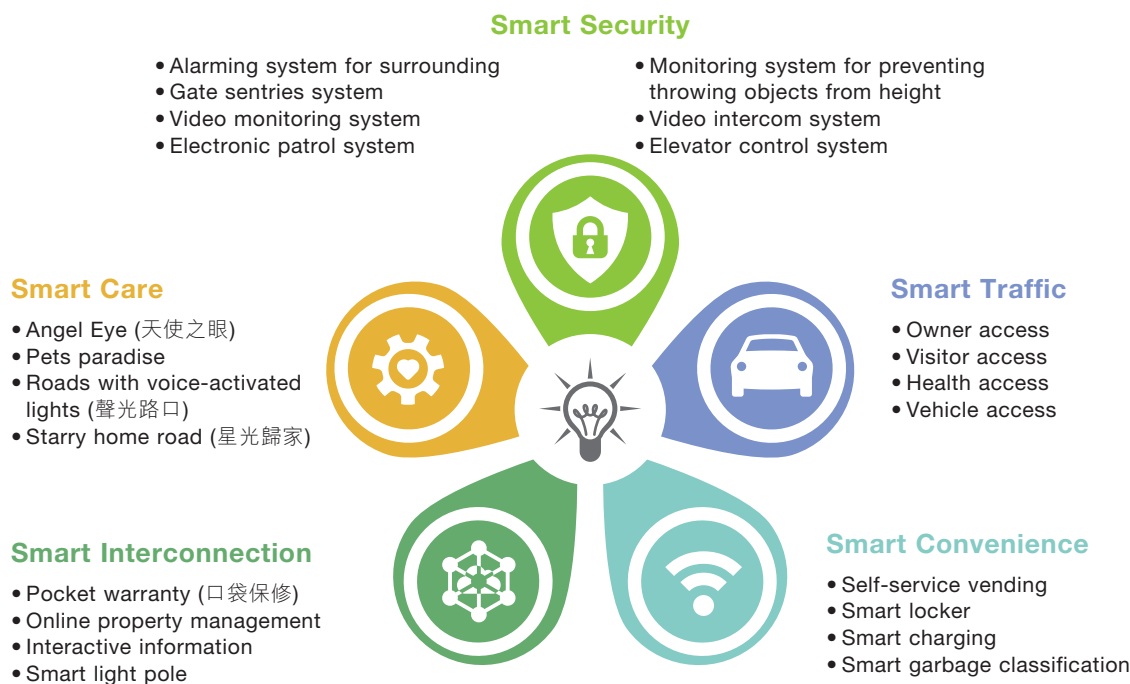 Smart Security
• Alarming system for surrounding
• Gate sentries system
• Video monitoring system
• Electronic patrol system
• Monitoring system for preventing
throwing objects from height
• Video intercom system
• Elevator control system
Smart Care
• Angel Eye (天使之眼)
• Pets paradise
• Roads with voice-activated
lights (聲光路口)
• Starry home road (星光歸家)
Smart Traffic
• Owner access
• Visitor access
• Health access
• Vehicle access
Smart Interconnection
• Pocket warranty (口袋保修)
• Online property management
• Interactive information
• Smart light pole
Smart Convenience
• Self-service vending
• Smart locker
• Smart charging
• Smart garbage classification